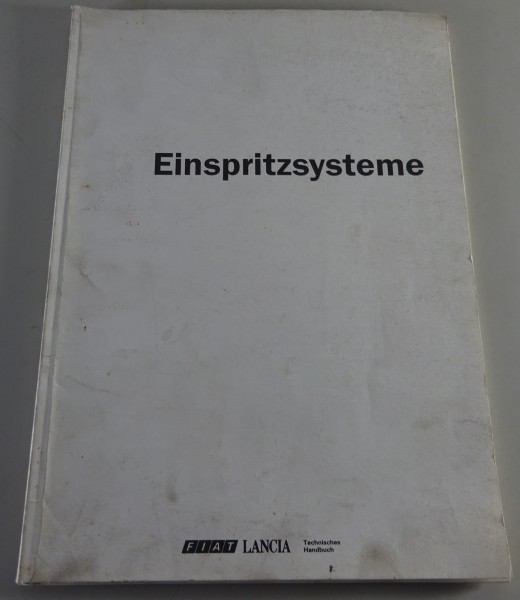 Einspritzsysteme
FIAT LANCIA Technisches
Handbuch